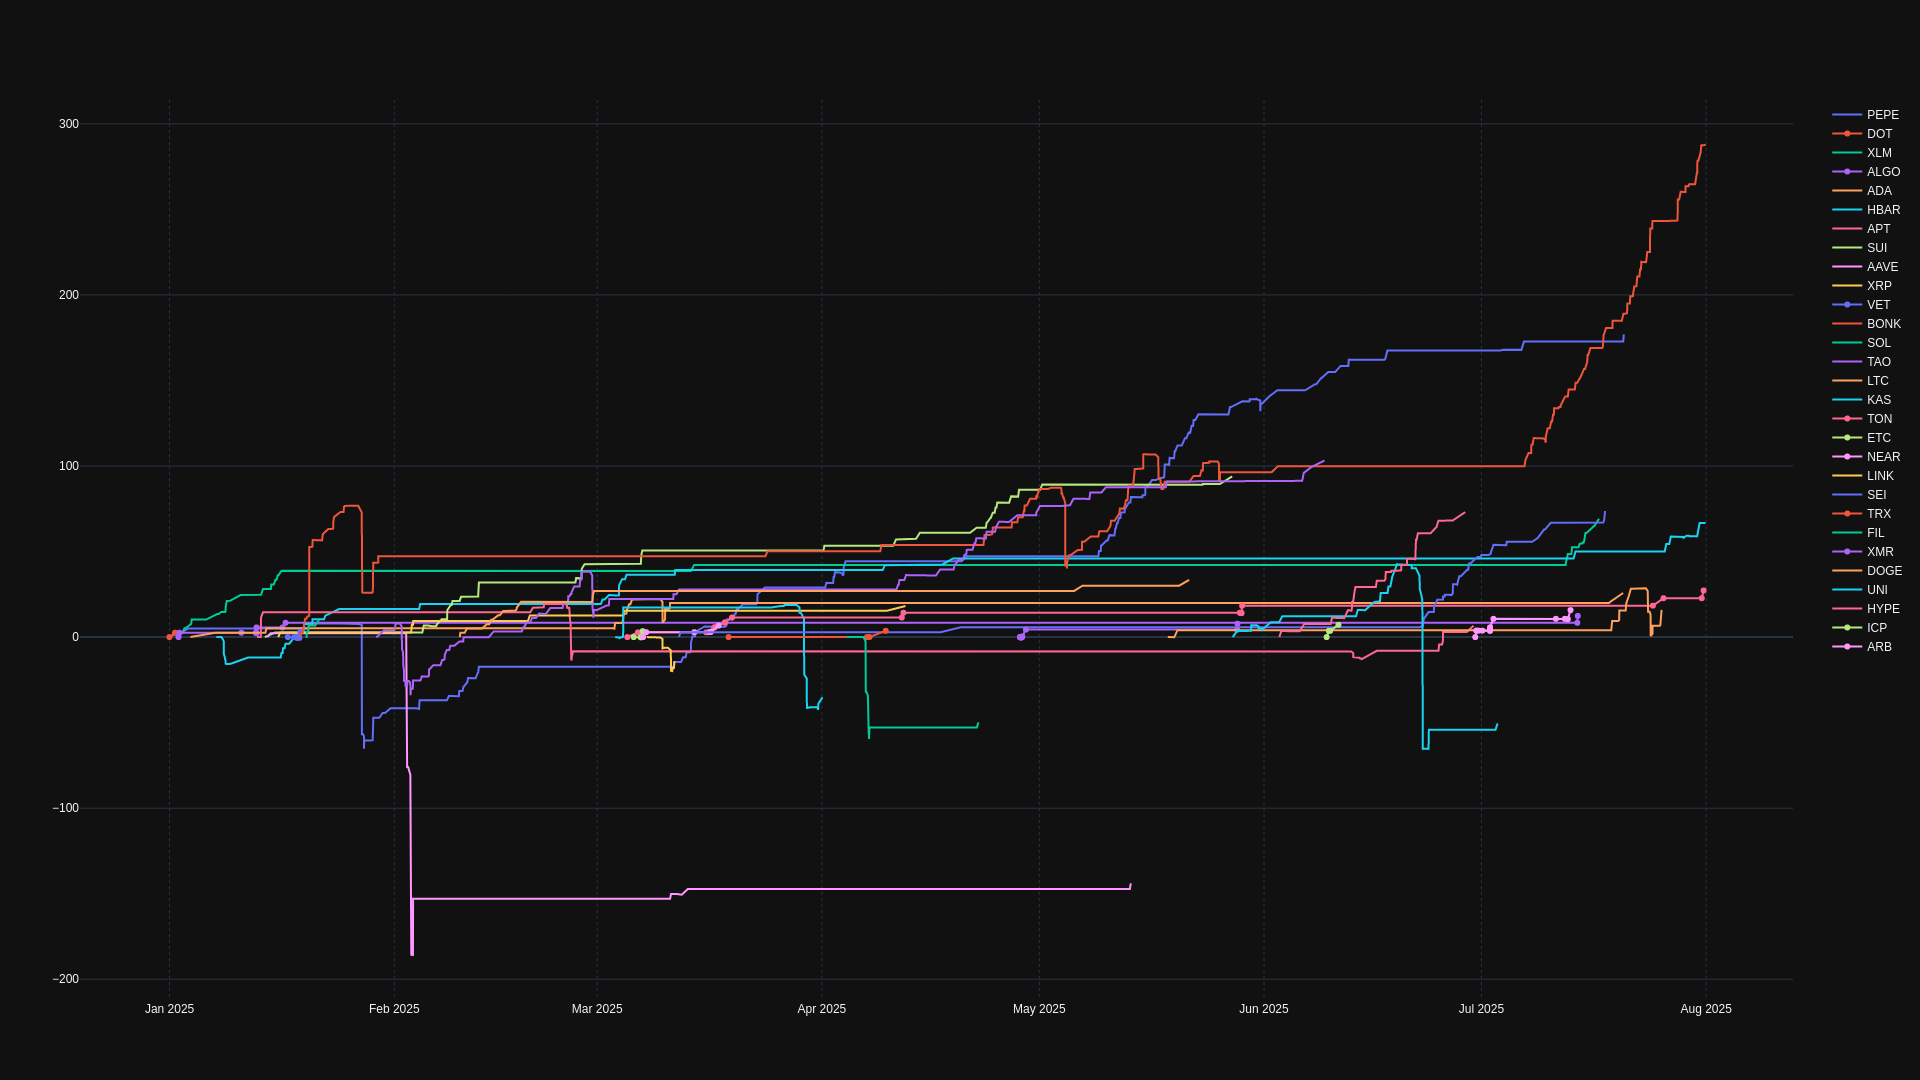 300
200
100
0
−100
−200
Jan 2025
Feb 2025
Mar 2025
Apr 2025
May 2025
Jun 2025
Jul 2025
Aug 2025
PEPE
DOT
XLM
ALGO
ADA
HBAR
APT
SUI
AAVE
XRP
VET
BONK
SOL
TAO
LTC
KAS
TON
ETC
NEAR
LINK
SEI
TRX
FIL
XMR
DOGE
UNI
HYPE
ICP
ARB